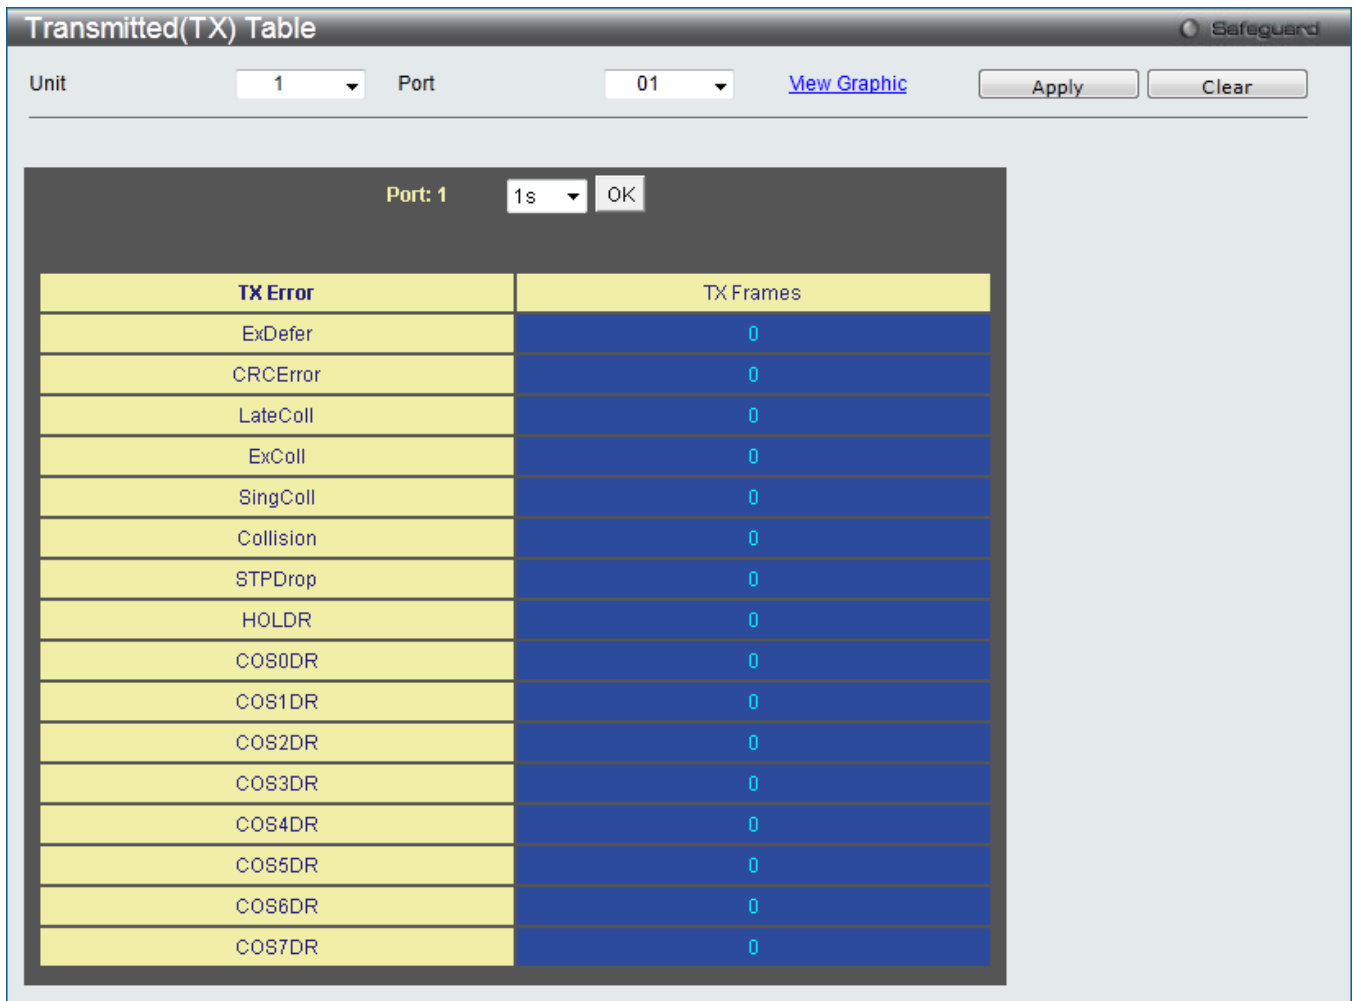 Transmitted(TX) Table Safeguard
Unit 1 Port 01 View Graphic Apply Clear
Port: 1 1s OK
TX Error TX Frames
ExDefer 0
CRCError 0
LateColl 0
ExColl 0
SingColl 0
Collision 0
STPDrop 0
HOLDR 0
COS0DR 0
COS1DR 0
COS2DR 0
COS3DR 0
COS4DR 0
COS5DR 0
COS6DR 0
COS7DR 0